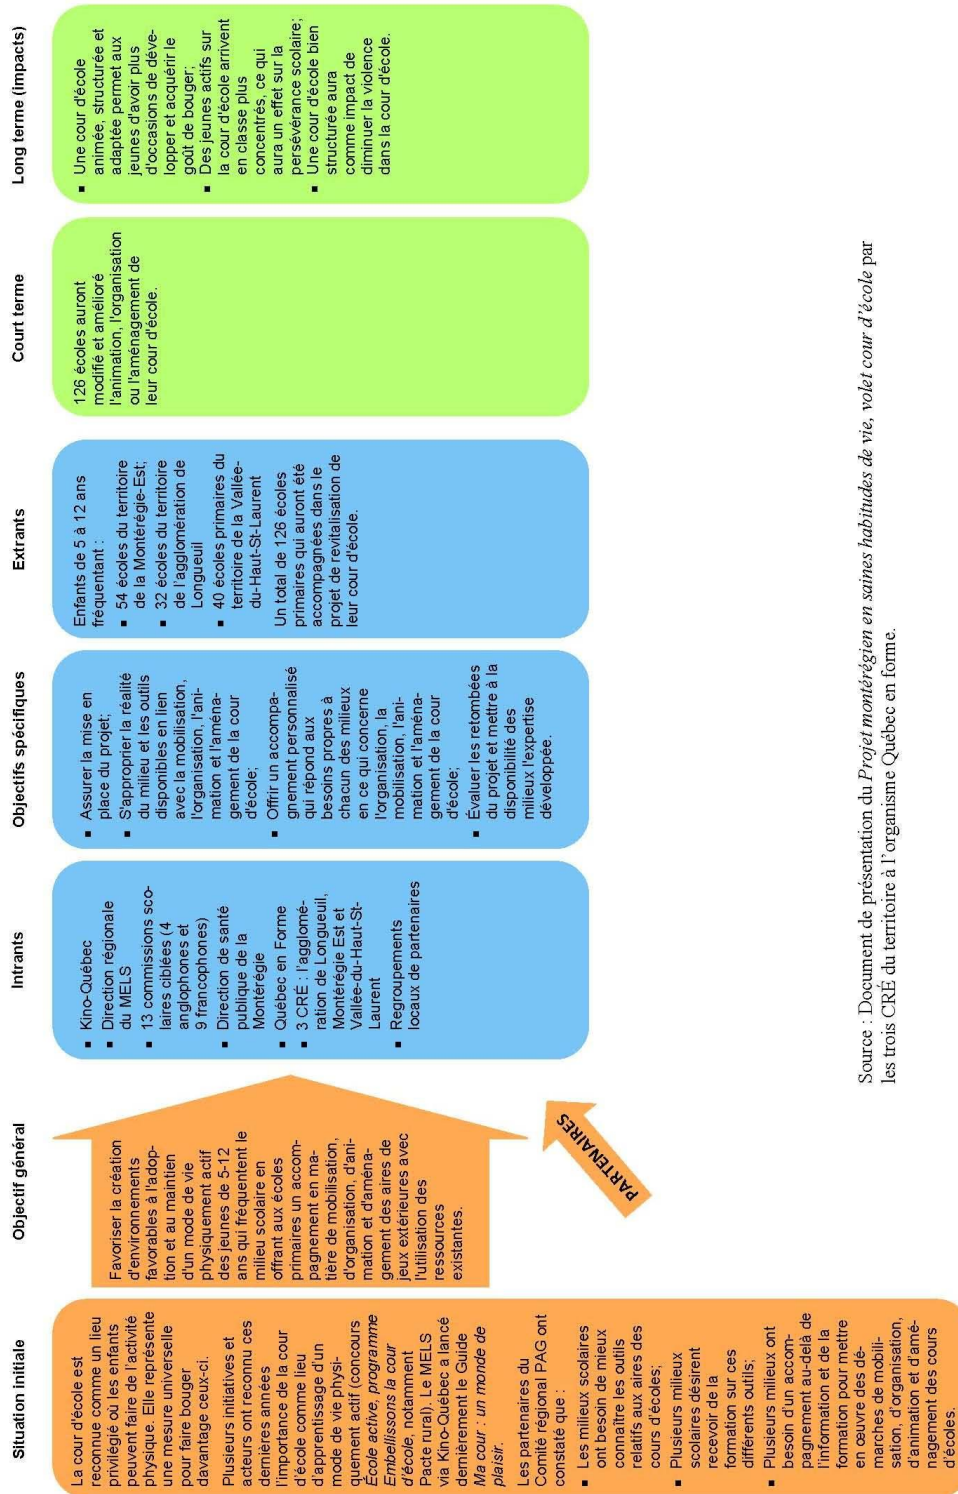 Situation initiale
La cour d'école est
reconnue comme un lieu
privilégié où les enfants
peuvent faire de l'activité
physique. Elle représente
une mesure universelle
pour faire bouger
davantage ceux-ci.
Plusieurs initiatives et
acteurs ont reconnu ces
dernières années
l'importance de la cour
d'école comme lieu
d'apprentissage d'un
mode de vie physi-
quement actif (concours
École active, programme
Embellissons la cour
d'école, notamment
Pacte rural). Le MELS
via Kino-Québec a lancé
dernièrement le Guide
Ma cour : un monde de
plaisir.
Les partenaires du
Comité régional PAG ont
constaté que :
▪ Les milieux scolaires
ont besoin de mieux
connaître les outils
relatifs aux aires des
cours d'écoles;
▪ Plusieurs milieux
scolaires désirent
recevoir de la
formation sur ces
différents outils;
▪ Plusieurs milieux ont
besoin d'un accom-
pagnement au-delà de
l'information et de la
formation pour mettre
en œuvre des dé-
marches de mobili-
sation, d'organisation,
d'animation et d'amé-
nagement des cours
d'écoles.
Objectif général
Favoriser la création
d'environnements
favorables à l'adop-
tion et au maintien
d'un mode de vie
physiquement actif
des jeunes de 5-12
ans qui fréquentent le
milieu scolaire en
offrant aux écoles
primaires un accom-
pagnement en ma-
tière de mobilisation,
d'organisation, d'ani-
mation et d'aména-
gement des aires de
jeux extérieures avec
l'utilisation des
ressources
existantes.
PARTENAIRES
Intrants
▪ Kino-Québec
▪ Direction régionale
du MELS
▪ 13 commissions sco-
laires ciblées (4
anglophones et
9 francophones)
▪ Direction de santé
publique de la
Montérégie
▪ Québec en Forme
▪ 3 CRÉ : l'agglomé-
ration de Longueuil,
Montérégie Est et
Vallée-du-Haut-St-
Laurent
▪ Regroupements
locaux de partenaires
Objectifs spécifiques
▪ Assurer la mise en
place du projet;
▪ S'approprier la réalité
du milieu et les outils
disponibles en lien
avec la mobilisation,
l'organisation, l'ani-
mation et l'aména-
gement de la cour
d'école;
▪ Offrir un accompa-
gnement personnalisé
qui répond aux
besoins propres à
chacun des milieux
en ce qui concerne
l'organisation, la
mobilisation, l'ani-
mation et l'aména-
gement de la cour
d'école;
▪ Évaluer les retombées
du projet et mettre à la
disponibilité des
milieux l'expertise
développée.
Extrants
Enfants de 5 à 12 ans
fréquentant :
▪ 54 écoles du territoire
de la Montérégie-Est;
▪ 32 écoles du territoire
de l'agglomération de
Longueuil
▪ 40 écoles primaires du
territoire de la Vallée-
du-Haut-St-Laurent
Un total de 126 écoles
primaires qui auront été
accompagnées dans le
projet de revitalisation de
leur cour d'école.
Court terme
126 écoles auront
modifié et amélioré
l'animation, l'organisation
ou l'aménagement de
leur cour d'école.
Long terme (impacts)
▪ Une cour d'école
animée, structurée et
adaptée permet aux
jeunes d'avoir plus
d'occasions de déve-
lopper et acquérir le
goût de bouger;
▪ Des jeunes actifs sur
la cour d'école arrivent
en classe plus
concentrés, ce qui
aura un effet sur la
persévérance scolaire;
▪ Une cour d'école bien
structurée aura
comme impact de
diminuer la violence
dans la cour d'école.
Source : Document de présentation du Projet montérégien en saines habitudes de vie, volet cour d'école par
les trois CRÉ du territoire à l'organisme Québec en forme.